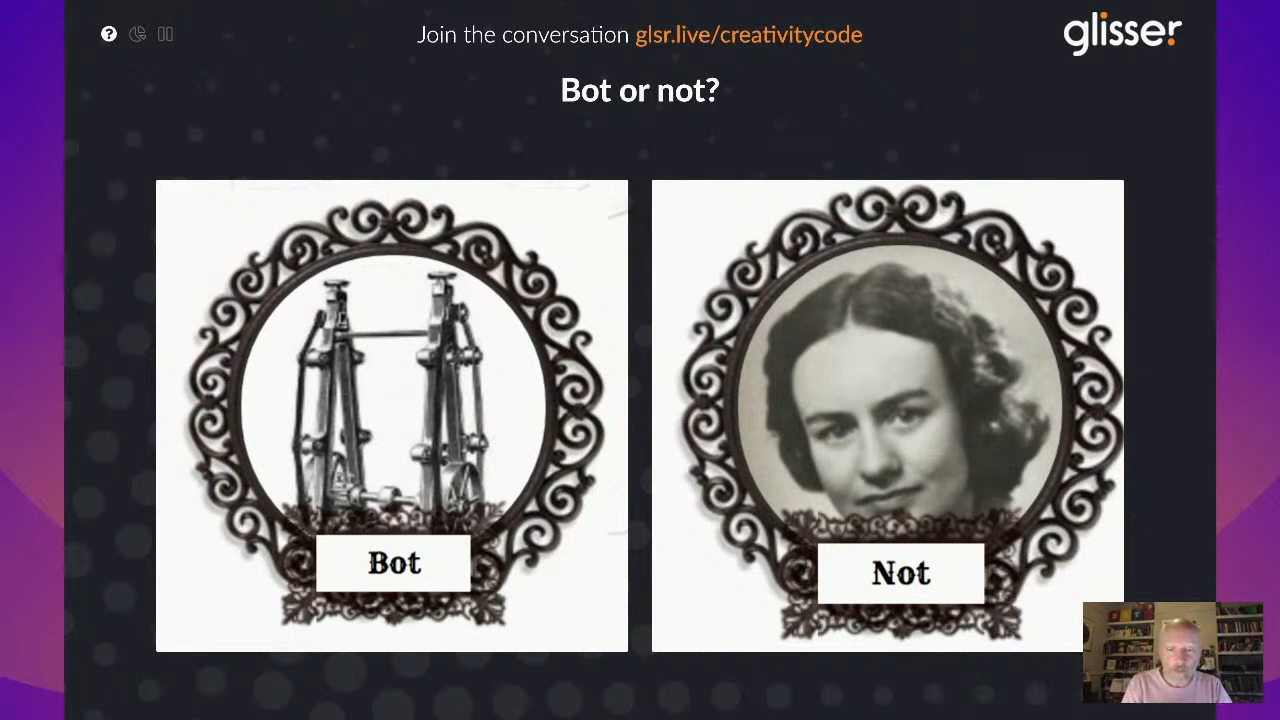 Join the conversation glsr.live/creativitycode
glisser.
Bot or not?
Bot
Not